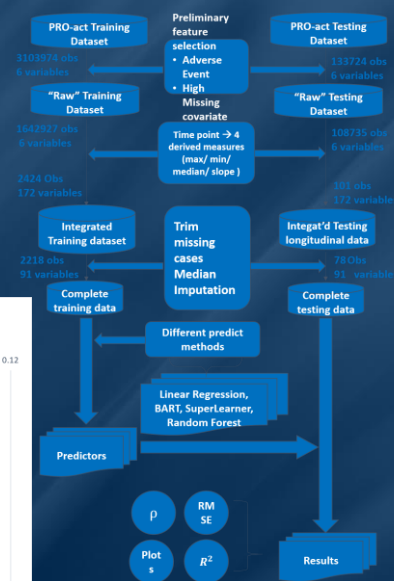 PRO-act Training
Dataset
Preliminary
feature
selection
• Adverse
Event
• High
Missing
covariate
PRO-act Testing
Dataset
3103974 obs
6 variables
133724 obs
6 variables
"Raw" Training
Dataset
"Raw" Testing
Dataset
1642927 obs
6 variables
Time point → 4
derived measures
(max/ min/
median/ slope )
108735 obs
6 variables
2424 Obs
172 variables
101 obs
172 variables
Integrated
Training dataset
Trim
missing
cases
Median
Imputation
Integat'd Testing
longitudinal data
2218 obs
91 variables
78 Obs
91 variable
Complete
training data
Complete
testing data
Different predict
methods
0.12
Linear Regression,
BART, SuperLearner,
Random Forest
Predictors
ρ
RM
SE
Plot
s
R²
Results